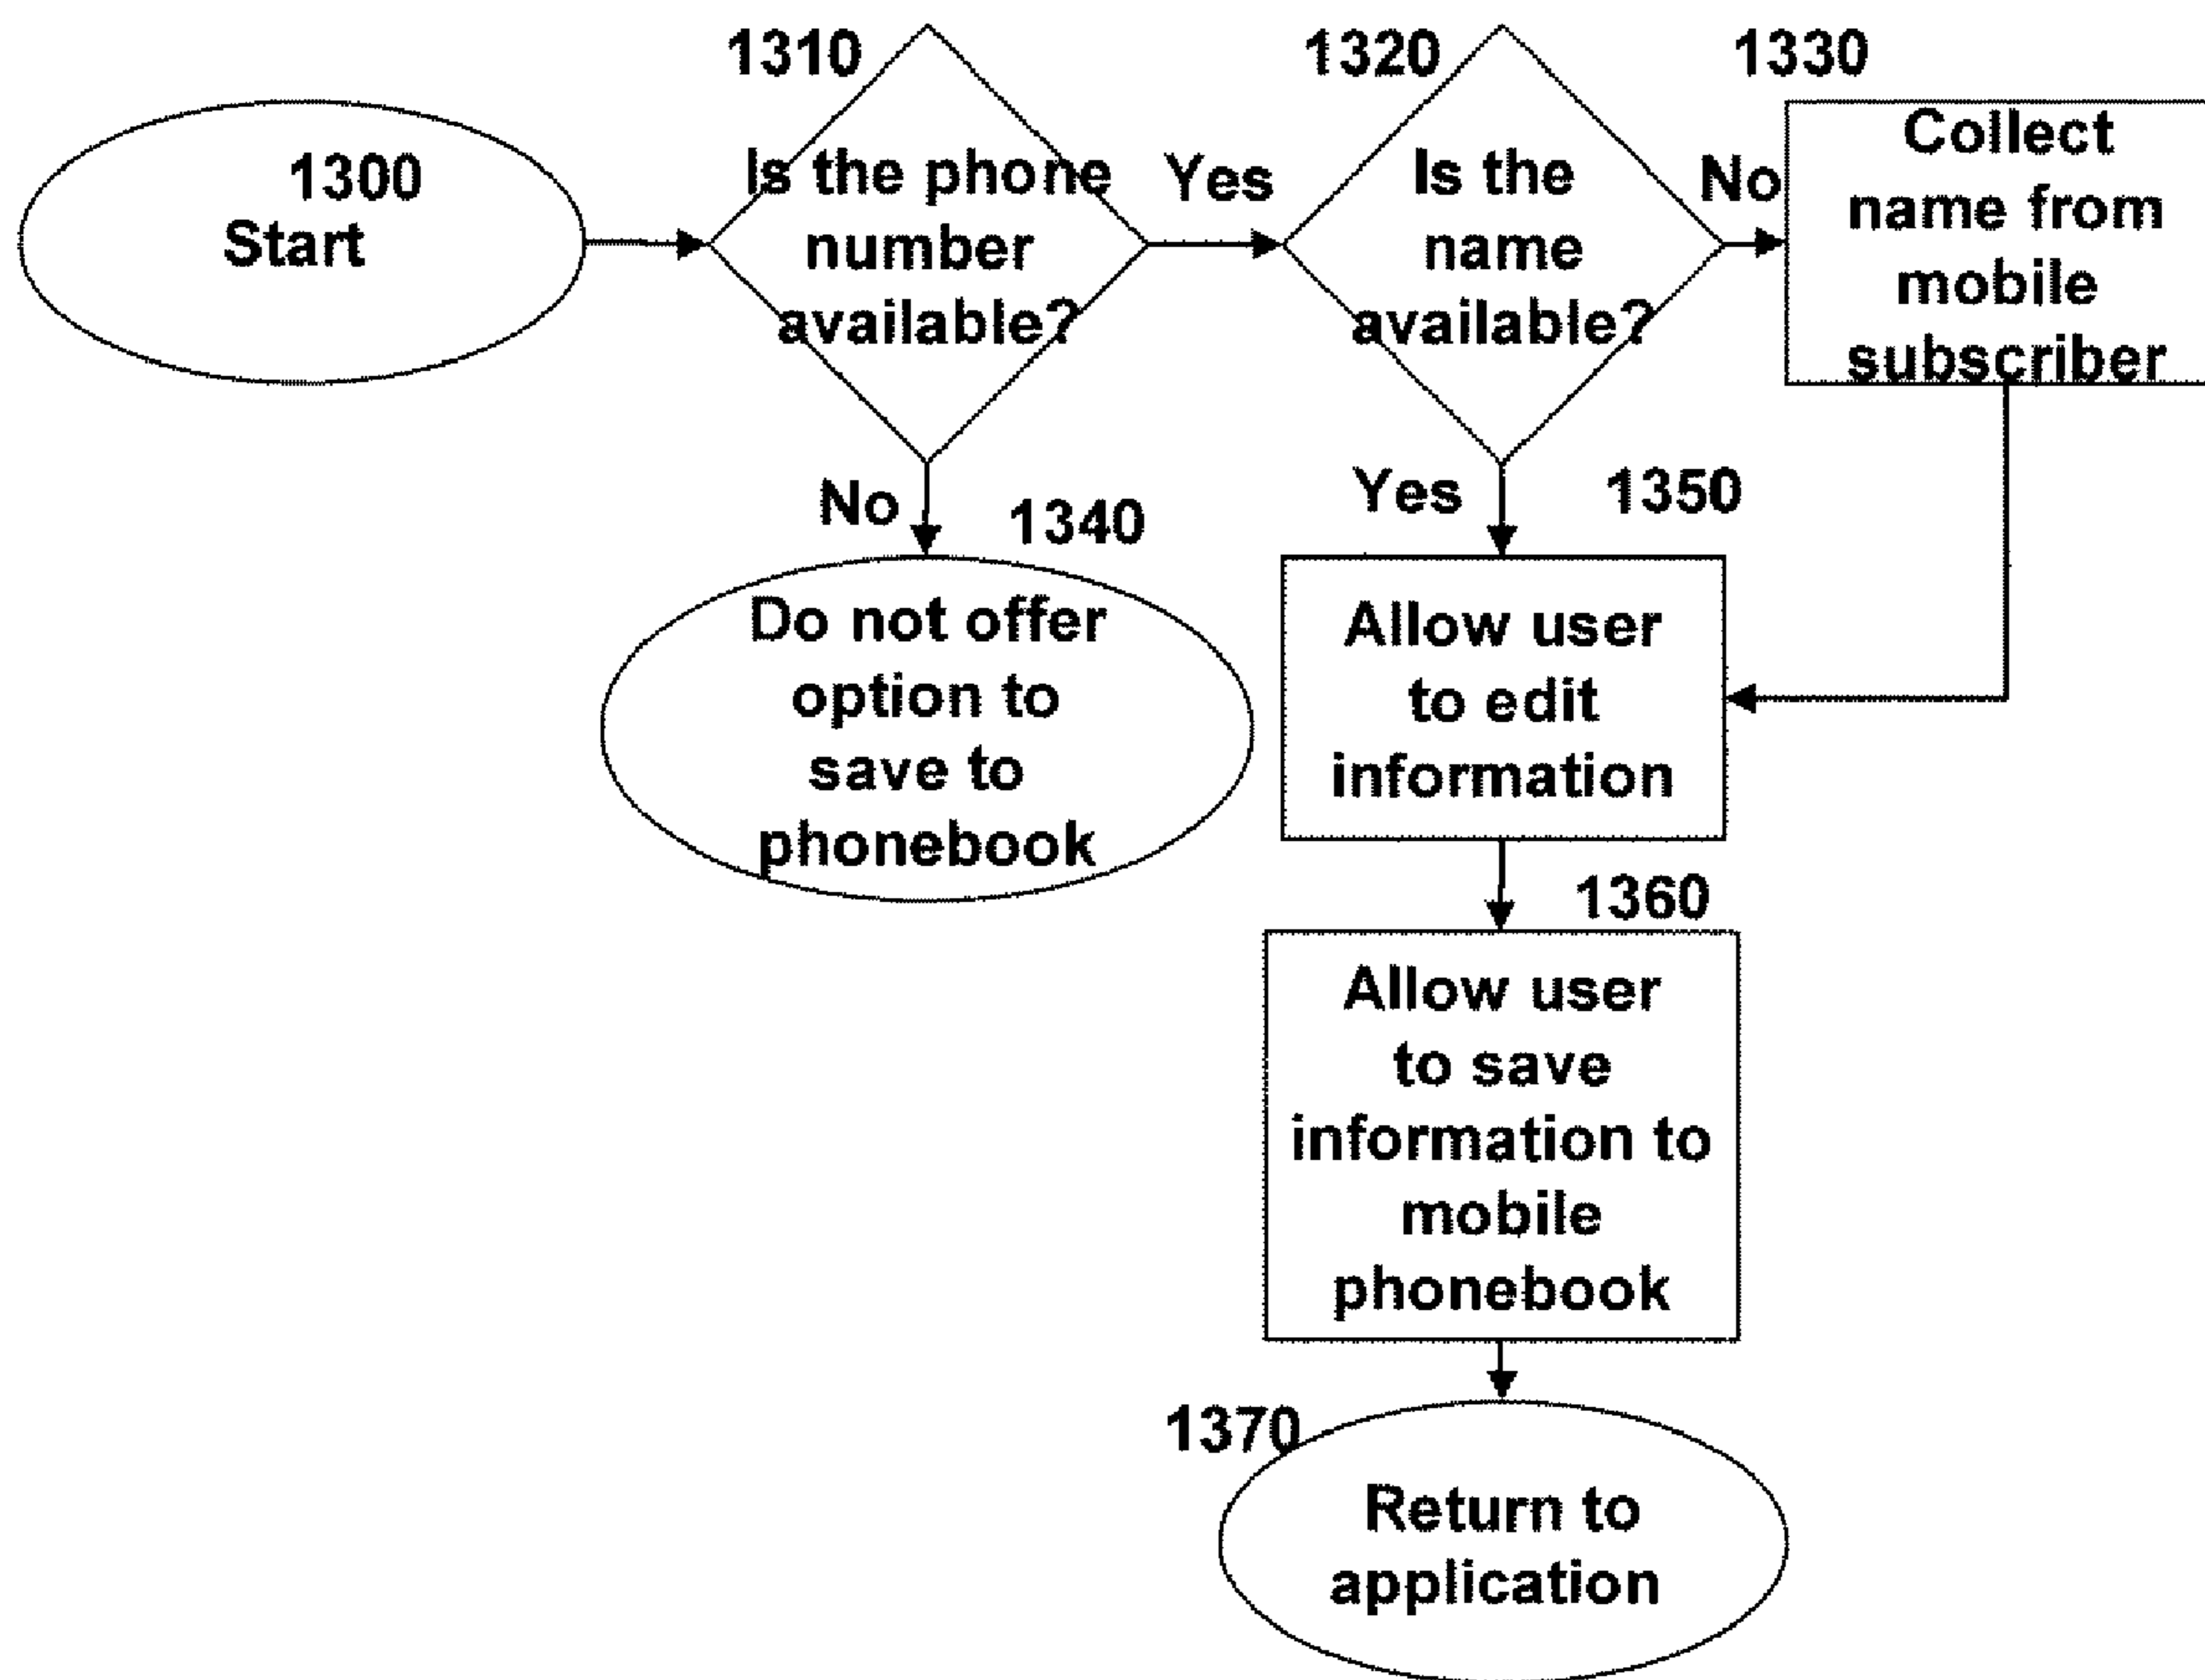 1300
Start
1310
Is the phone
number
available?
Yes
1320
Is the
name
available?
No
1330
Collect
name from
mobile
subscriber
No
1340
Do not offer
option to
save to
phonebook
Yes
1350
Allow user
to edit
information
1360
Allow user
to save
information to
mobile
phonebook
1370
Return to
application